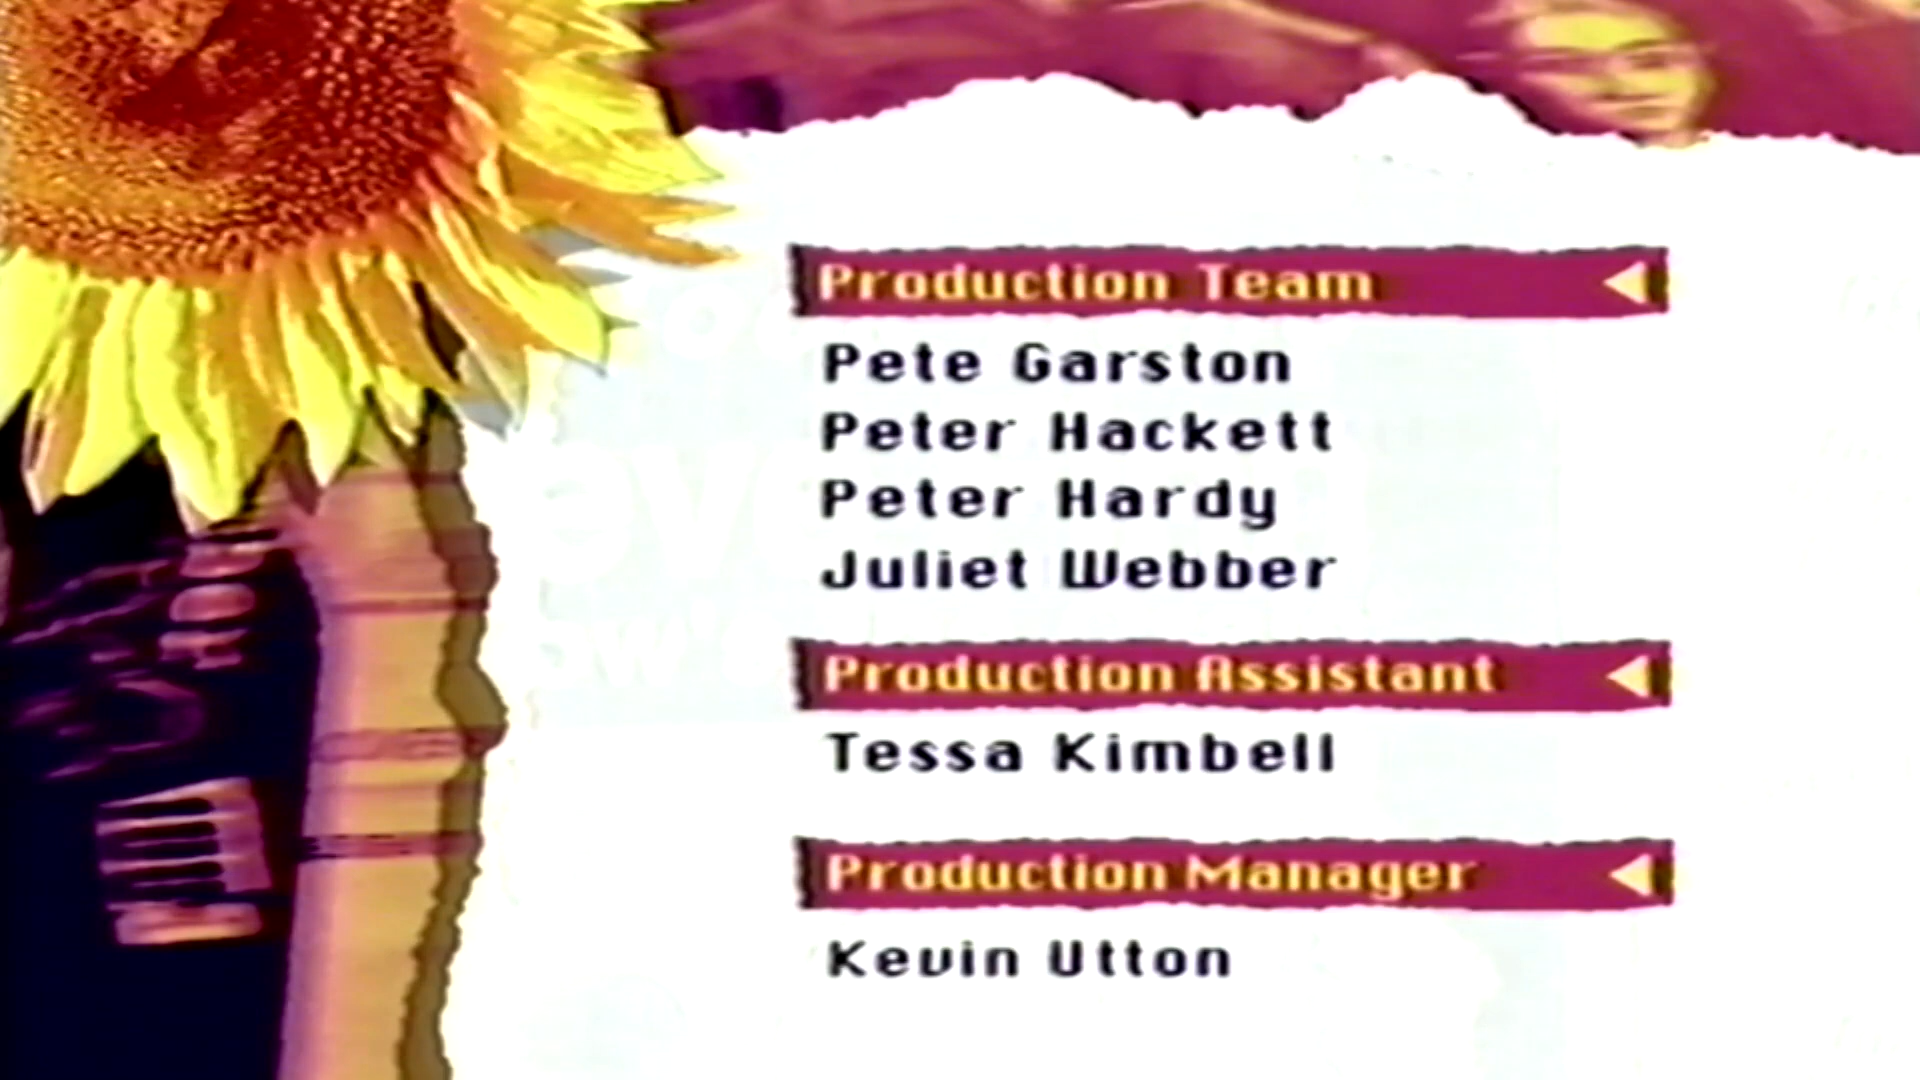 Production Team
Pete Garston
Peter Hackett
Peter Hardy
Juliet Webber
Production Assistant
Tessa Kimbell
Production Manager
Kevin Utton